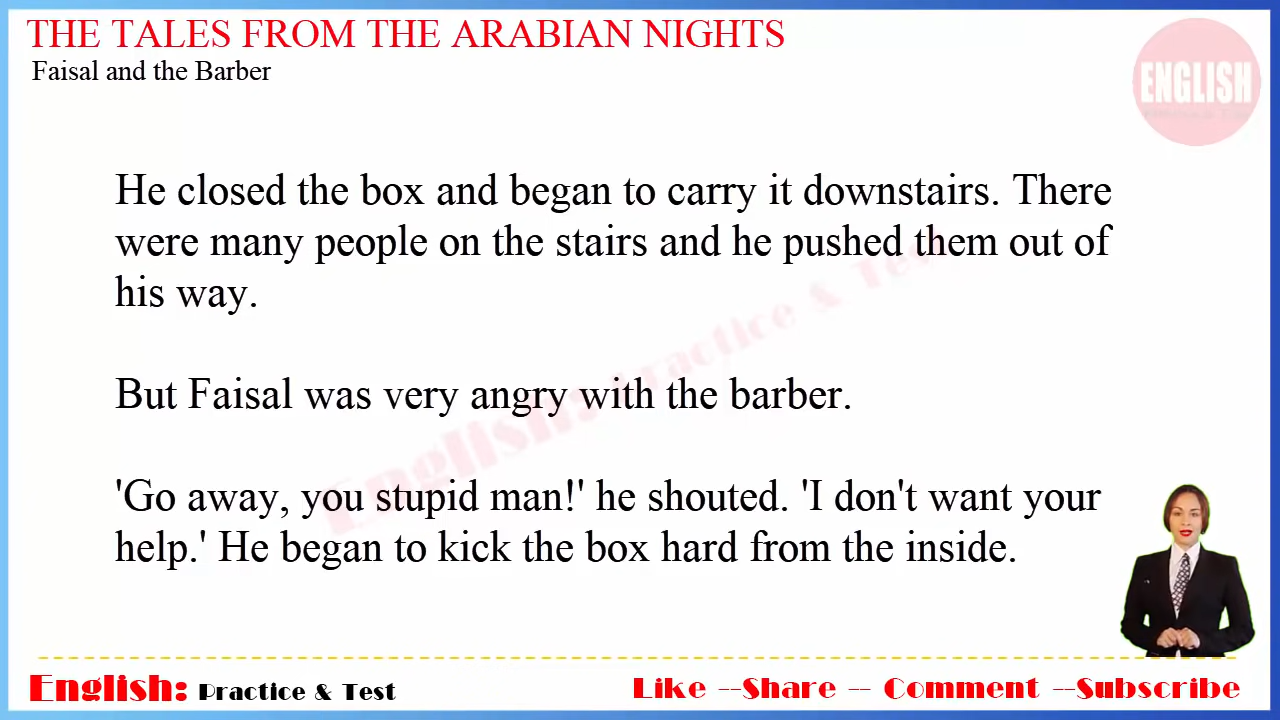 THE TALES FROM THE ARABIAN NIGHTS
Faisal and the Barber
ENGLISH
He closed the box and began to carry it downstairs. There
were many people on the stairs and he pushed them out of
his way.
But Faisal was very angry with the barber.
'Go away, you stupid man!' he shouted. 'I don't want your
help.' He began to kick the box hard from the inside.
English: Practice & Test
English: Practice & Test
Like --Share -- Comment --Subscribe